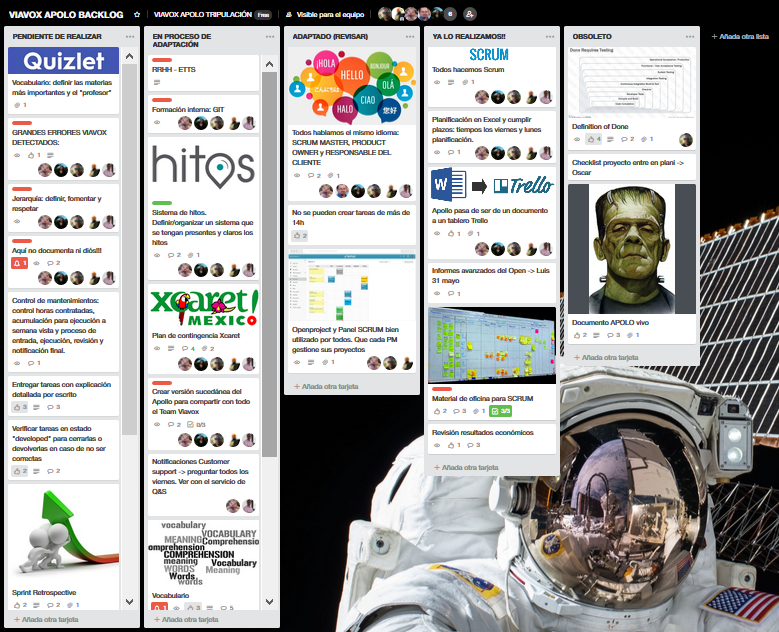 VIAVOX APOLO BACKLOG
VIAVOX APOLO TRIPULACIÓN
Free
Visible para el equipo
6
PENDIENTE DE REALIZAR
Quizlet
Vocabulario: definir las materias
más importantes y el "profesor"
1
GRANDES ERRORES VIAVOX
DETECTADOS:
1
Jerarquía: definir, fomentar y
respetar
Aquí no documenta ni diós!!!
1
2
Control de mantenimientos:
control horas contratadas,
acumulación para ejecución a
semana vista y proceso de
entrada, ejecución, revisión y
notificación final.
1
Entregar tareas con explicación
detallada por escrito
3
3
Verificar tareas en estado
"developed" para cerrarlas o
devolverlas en caso de no ser
correctas
2
2
Sprint Retrospective
2
2
1
+ Añada otra tarjeta
EN PROCESO DE
ADAPTACIÓN
RRHH - ETTS
Formación interna: GIT
hitos
Sistema de hitos.
Definir/organizar un sistema que
se tengan presentes y claros los
hitos
2
1
xcaret!
MEXICO
Plan de contingencia Xcaret
4
2
Crear versión sucedánea del
Apollo para compartir con todo
el Team Viavox
2
0/3
Notificaciones Customer
support -> preguntar todos los
viernes. Ver con el servicio de
Q&S
vocabulary
MEANING VOCABULARY
omprehension Comprehension
COMPREHENSION
meaning Vocabulary
WORDS Meaning
Words
words
Vocabulario
1
3
5
+ Añada otra tarjeta
ADAPTADO (REVISAR)
¡HOLA!
HELLO
BONJOUR
こんにちは
OLÁ
HALO
CIAO
您好
Todos hablamos el mismo idioma:
SCRUM MASTER, PRODUCT
OWNER y RESPONSABLE DEL
CLIENTE
2
1
No se pueden crear tareas de más de
14h
2
Openproject y Panel SCRUM bien
utilizado por todos. Que cada PM
gestione sus proyectos
1
+ Añada otra tarjeta
YA LO REALIZAMOS!!
SCRUM
Todos hacemos Scrum
1
Planificación en Excel y cumplir
plazos: tiempos los viernes y lunes
planificación.
1
W
Trello
Apollo pasa de ser de un documento
a un tablero Trello
1
1
Informes avanzados del Open -> Luis
31 mayo
1
Material de oficina para SCRUM
2
3
1
3/3
Revisión resultados económicos
1
3
+ Añada otra tarjeta
OBSOLETO
Done Requires Testing
Definition of Done
4
2
1
Checklist proyecto entre en plani ->
Oscar
Documento APOLO vivo
2
3
1
+ Añada otra tarjeta
+ Añada otra lista